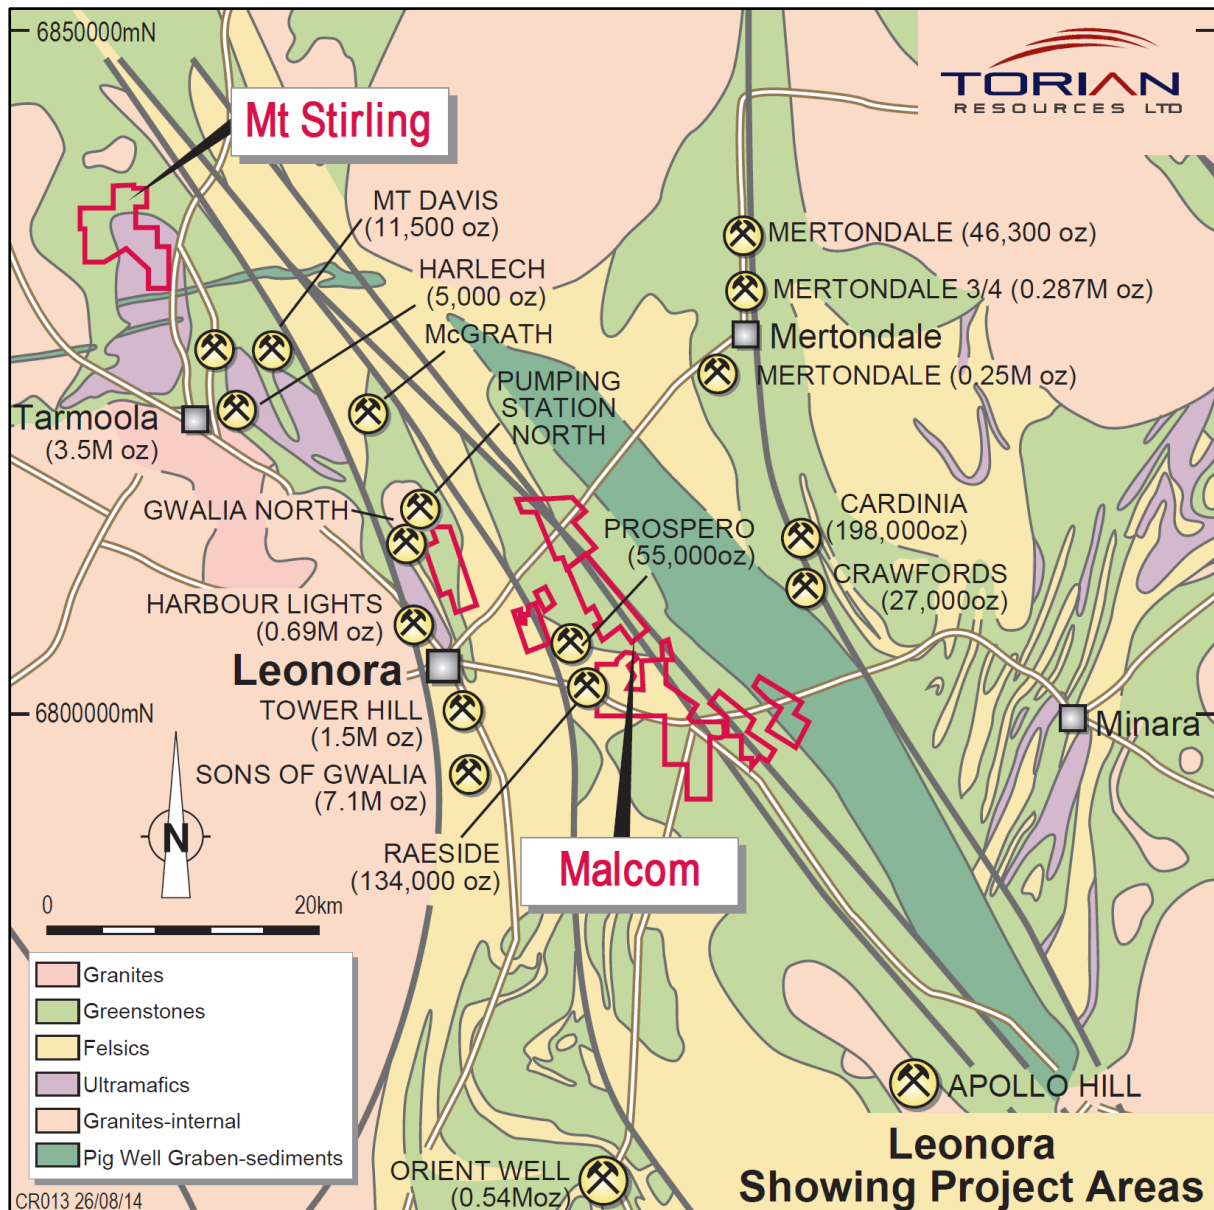 6850000mN
TORIAN
RESOURCES LTD
Mt Stirling
MT DAVIS
(11,500 oz)
HARLECH
(5,000 oz)
McGRATH
PUMPING
STATION
NORTH
MERTONDALE (46,300 oz)
MERTONDALE 3/4 (0.287M oz)
Mertondale
MERTONDALE (0.25M oz)
Tarmoola
(3.5M oz)
GWALIA NORTH
PROSPERO
(55,000oz)
CARDINIA
(198,000oz)
CRAWFORDS
(27,000oz)
HARBOUR LIGHTS
(0.69M oz)
Leonora
6800000mN
TOWER HILL
(1.5M oz)
Minara
SONS OF GWALIA
(7.1M oz)
N
RAESIDE
(134,000 oz)
Malcom
0 20km
Granites
Greenstones
Felsics
Ultramafics
Granites-internal
Pig Well Graben-sediments
APOLLO HILL
ORIENT WELL
(0.54Moz)
Leonora
Showing Project Areas
CR013 26/08/14